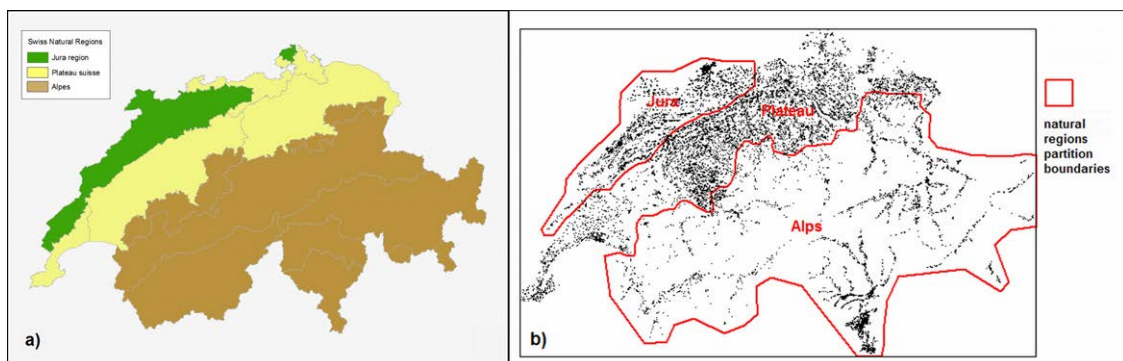 Swiss Natural Regions
Jura region
Plateau suisse
Alpes
a)
Jura
Plateau
Alps
b)
natural
regions
partition
boundaries